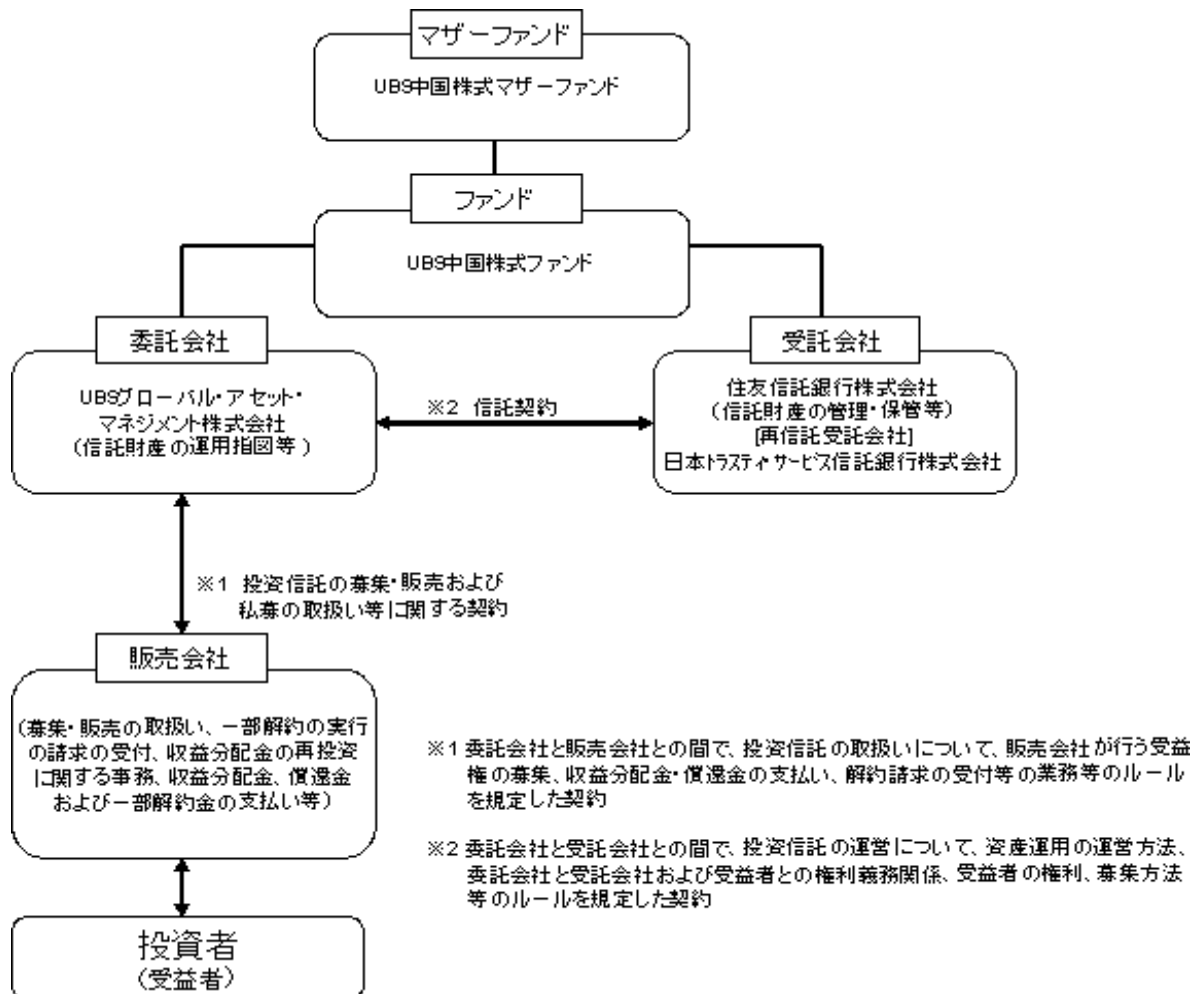 マザーファンド
UBS中国株式マザーファンド
ファンド
UBS中国株式ファンド
委託会社
UBSグローバル・アセット・
マネジメント株式会社
(信託財産の運用指図等)
※2 信託契約
受託会社
住友信託銀行株式会社
(信託財産の管理・保管等)
[再信託受託会社]
日本トラスティ・サービス信託銀行株式会社
※1 投資信託の募集・販売および
私募の取扱い等に関する契約
販売会社
(募集・販売の取扱い、一部解約の実行
の請求の受付、収益分配金の再投資
に関する事務、収益分配金、償還金
および一部解約金の支払い等)
※1 委託会社と販売会社との間で、投資信託の取扱いについて、販売会社が行う受益
権の募集、収益分配金・償還金の支払い、解約請求の受付等の業務等のルール
を規定した契約
※2 委託会社と受託会社との間で、投資信託の運営について、資産運用の運営方法、
委託会社と受託会社および受益者との権利義務関係、受益者の権利、募集方法
等のルールを規定した契約
投資者
(受益者)